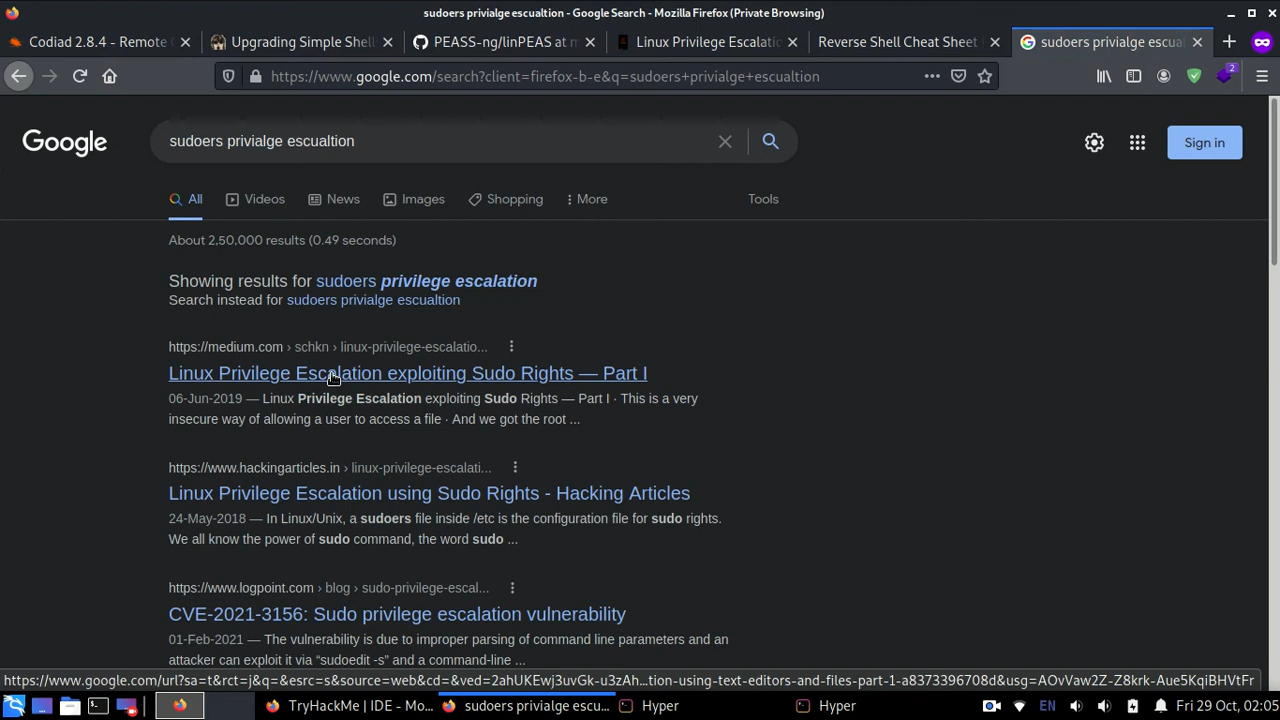 sudoers privialge escualtion - Google Search - Mozilla Firefox (Private Browsing)
Codiad 2.8.4 - Remote C
Upgrading Simple Shell
PEASS-ng/linPEAS at m
Linux Privilege Escalatio
Reverse Shell Cheat Sheet
sudoers privialge escual
https://www.google.com/search?client=firefox-b-e&q=sudoers+privialge+escualtion
2
Google
sudoers privialge escualtion
Sign in
All
Videos
News
Images
Shopping
More
Tools
About 2,50,000 results (0.49 seconds)
Showing results for sudoers privilege escalation
Search instead for sudoers privialge escualtion
https://medium.com › schkn › linux-privilege-escalatio...
Linux Privilege Escalation exploiting Sudo Rights — Part I
06-Jun-2019 — Linux Privilege Escalation exploiting Sudo Rights — Part I · This is a very
insecure way of allowing a user to access a file · And we got the root ...
https://www.hackingarticles.in › linux-privilege-escalati...
Linux Privilege Escalation using Sudo Rights - Hacking Articles
24-May-2018 — In Linux/Unix, a sudoers file inside /etc is the configuration file for sudo rights.
We all know the power of sudo command, the word sudo ...
https://www.logpoint.com › blog › sudo-privilege-escal...
CVE-2021-3156: Sudo privilege escalation vulnerability
01-Feb-2021 — The vulnerability is due to improper parsing of command line parameters and an
attacker can exploit it via “sudoedit -s” and a command-line ...
https://www.google.com/url?sa=t&rct=j&q=&esrc=s&source=web&cd=&ved=2ahUKEwj3uvGk-u3zAh…tion-using-text-editors-and-files-part-1-a8373396708d&usg=AOvVaw2Z-Z8krk-Aue5KqiBHVtFr
TryHackMe | IDE - Mo...
sudoers privialge escu...
Hyper
Hyper
EN
Fri 29 Oct, 02:05